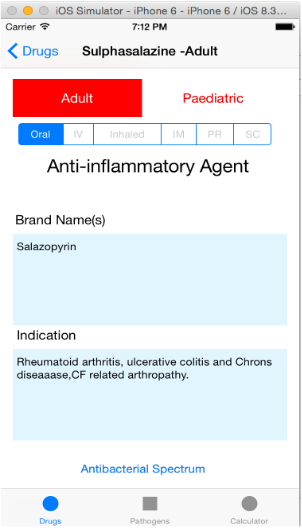 iOS Simulator - iPhone 6 - iPhone 6 / iOS 8.3...
Carrier 7:12 PM
Drugs Sulphasalazine -Adult
Adult Paediatric
Oral IV Inhaled IM PR SC
Anti-inflammatory Agent
Brand Name(s)
Salazopyrin
Indication
Rheumatoid arthritis, ulcerative colitis and Chrons
diseaaase,CF related arthropathy.
Antibacterial Spectrum
Drugs Pathogens Calculator